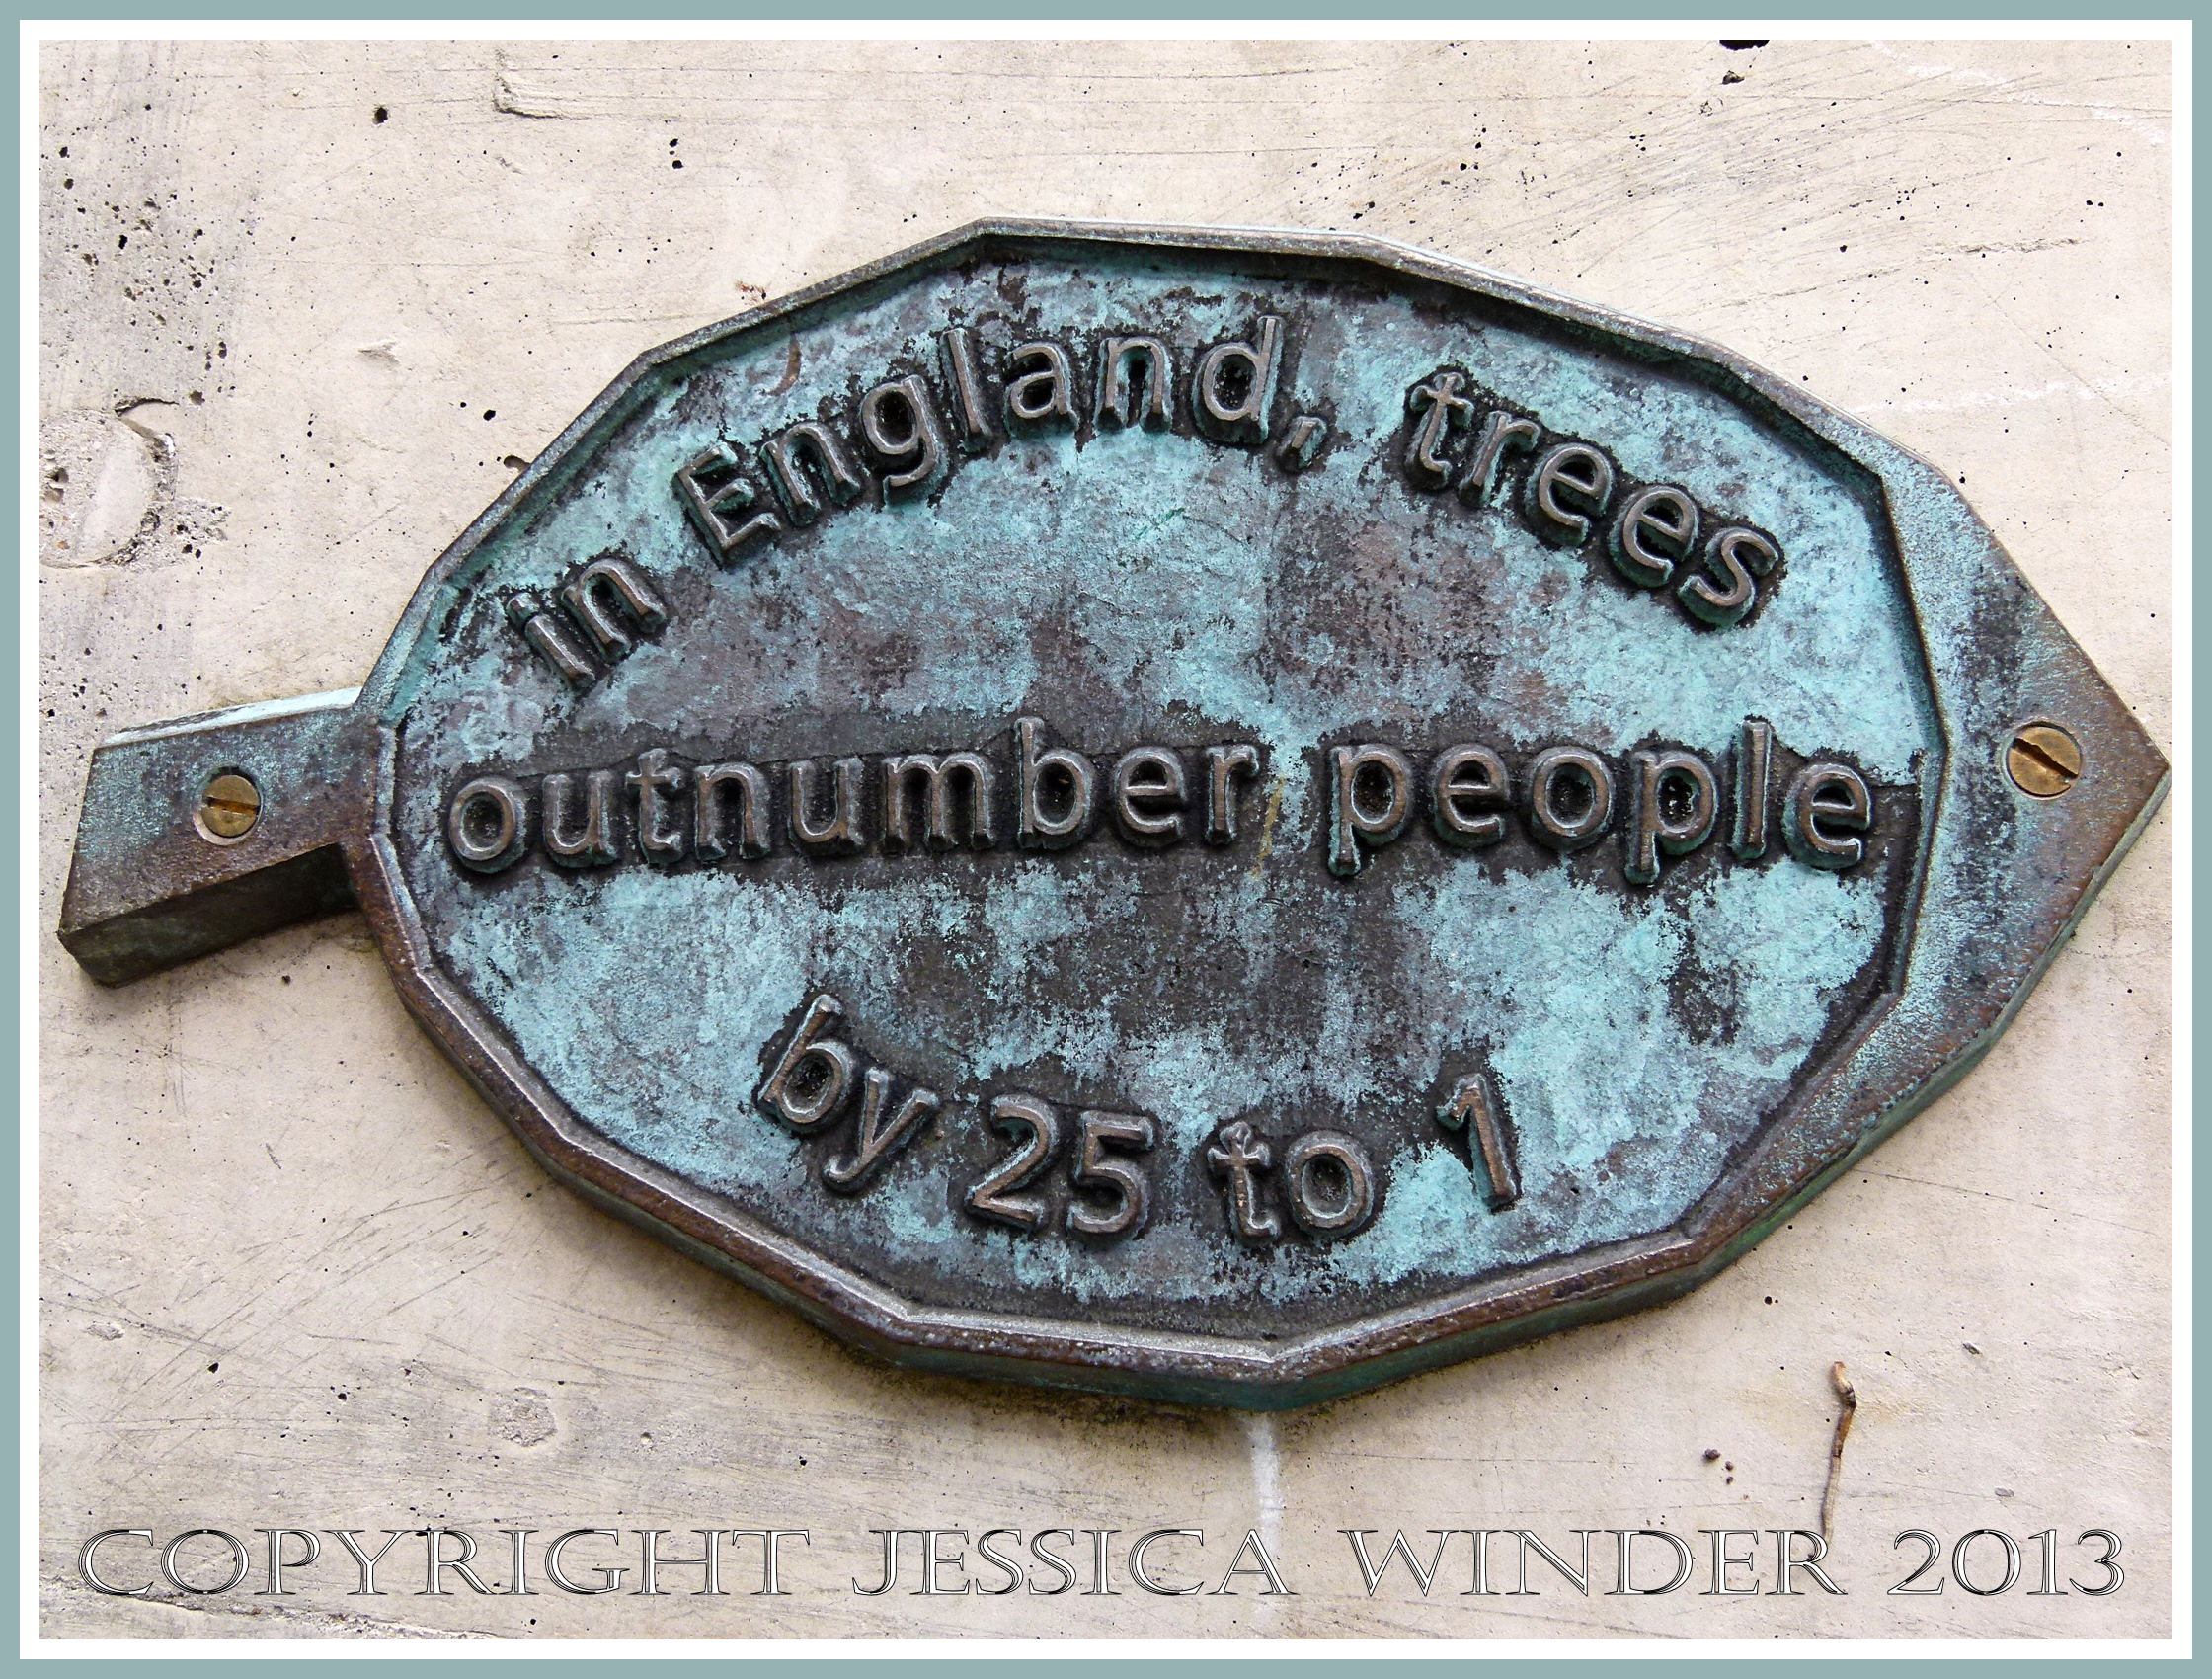 in England, trees
outnumber people
by 25 to 1
COPYRIGHT JESSICA WINDER 2013